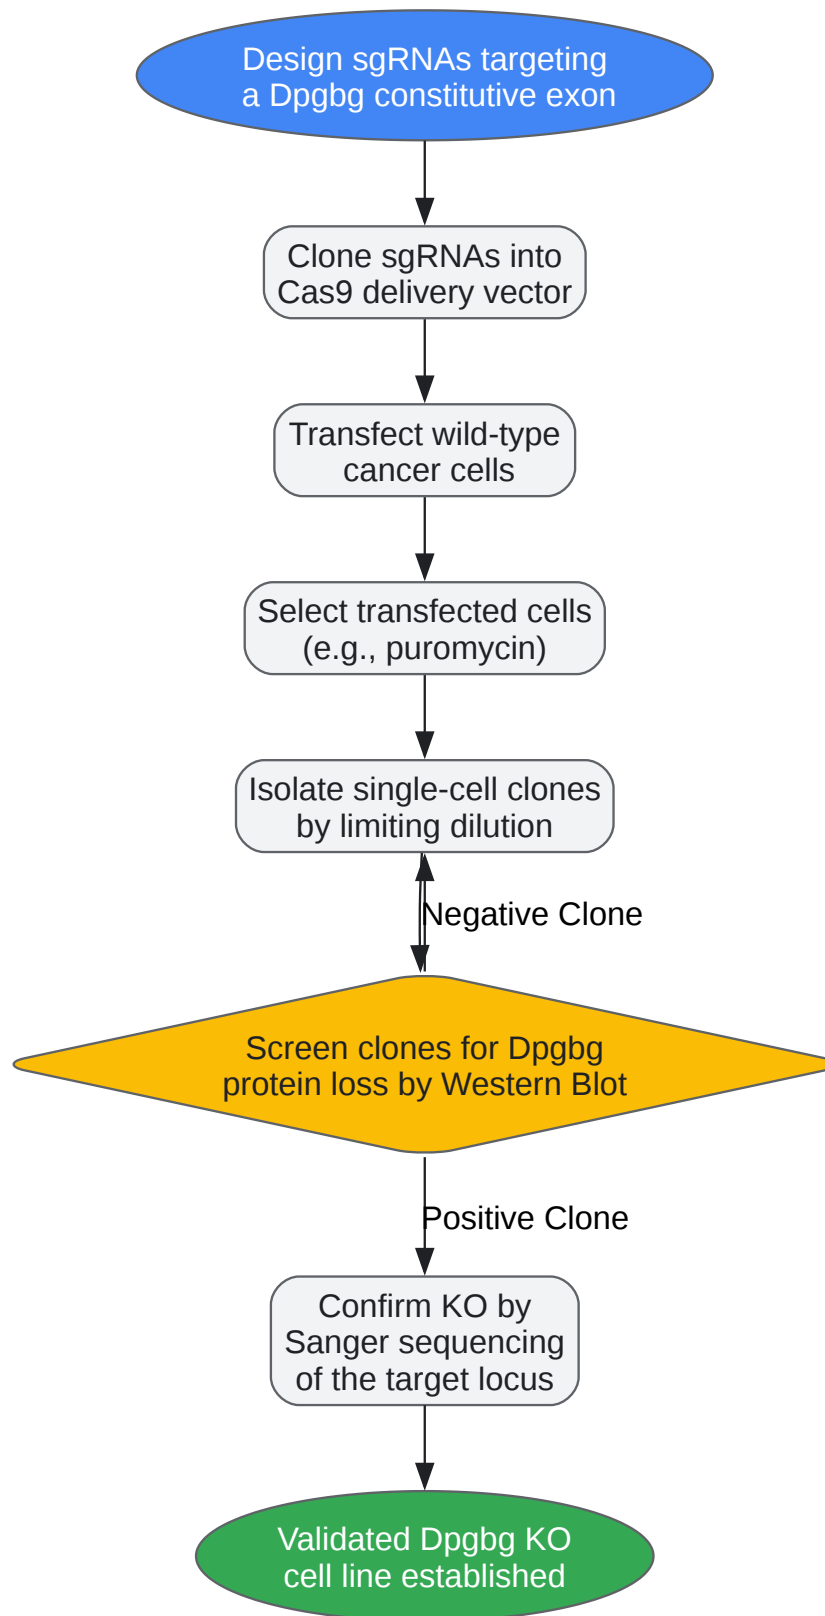 Design sgRNAs targeting
a Dpgbg constitutive exon
Clone sgRNAs into
Cas9 delivery vector
Transfect wild-type
cancer cells
Select transfected cells
(e.g., puromycin)
Isolate single-cell clones
by limiting dilution
Negative Clone
Screen clones for Dpgbg
protein loss by Western Blot
Positive Clone
Confirm KO by
Sanger sequencing
of the target locus
Validated Dpgbg KO
cell line established